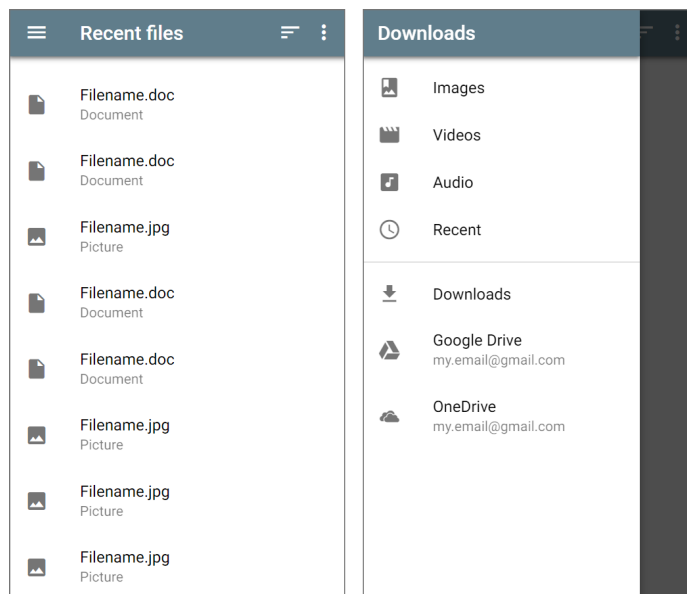 Recent files
Filename.doc
Document
Filename.doc
Document
Filename.jpg
Picture
Filename.doc
Document
Filename.doc
Document
Filename.jpg
Picture
Filename.jpg
Picture
Filename.jpg
Picture
Downloads
Images
Videos
Audio
Recent
Downloads
Google Drive
my.email@gmail.com
OneDrive
my.email@gmail.com